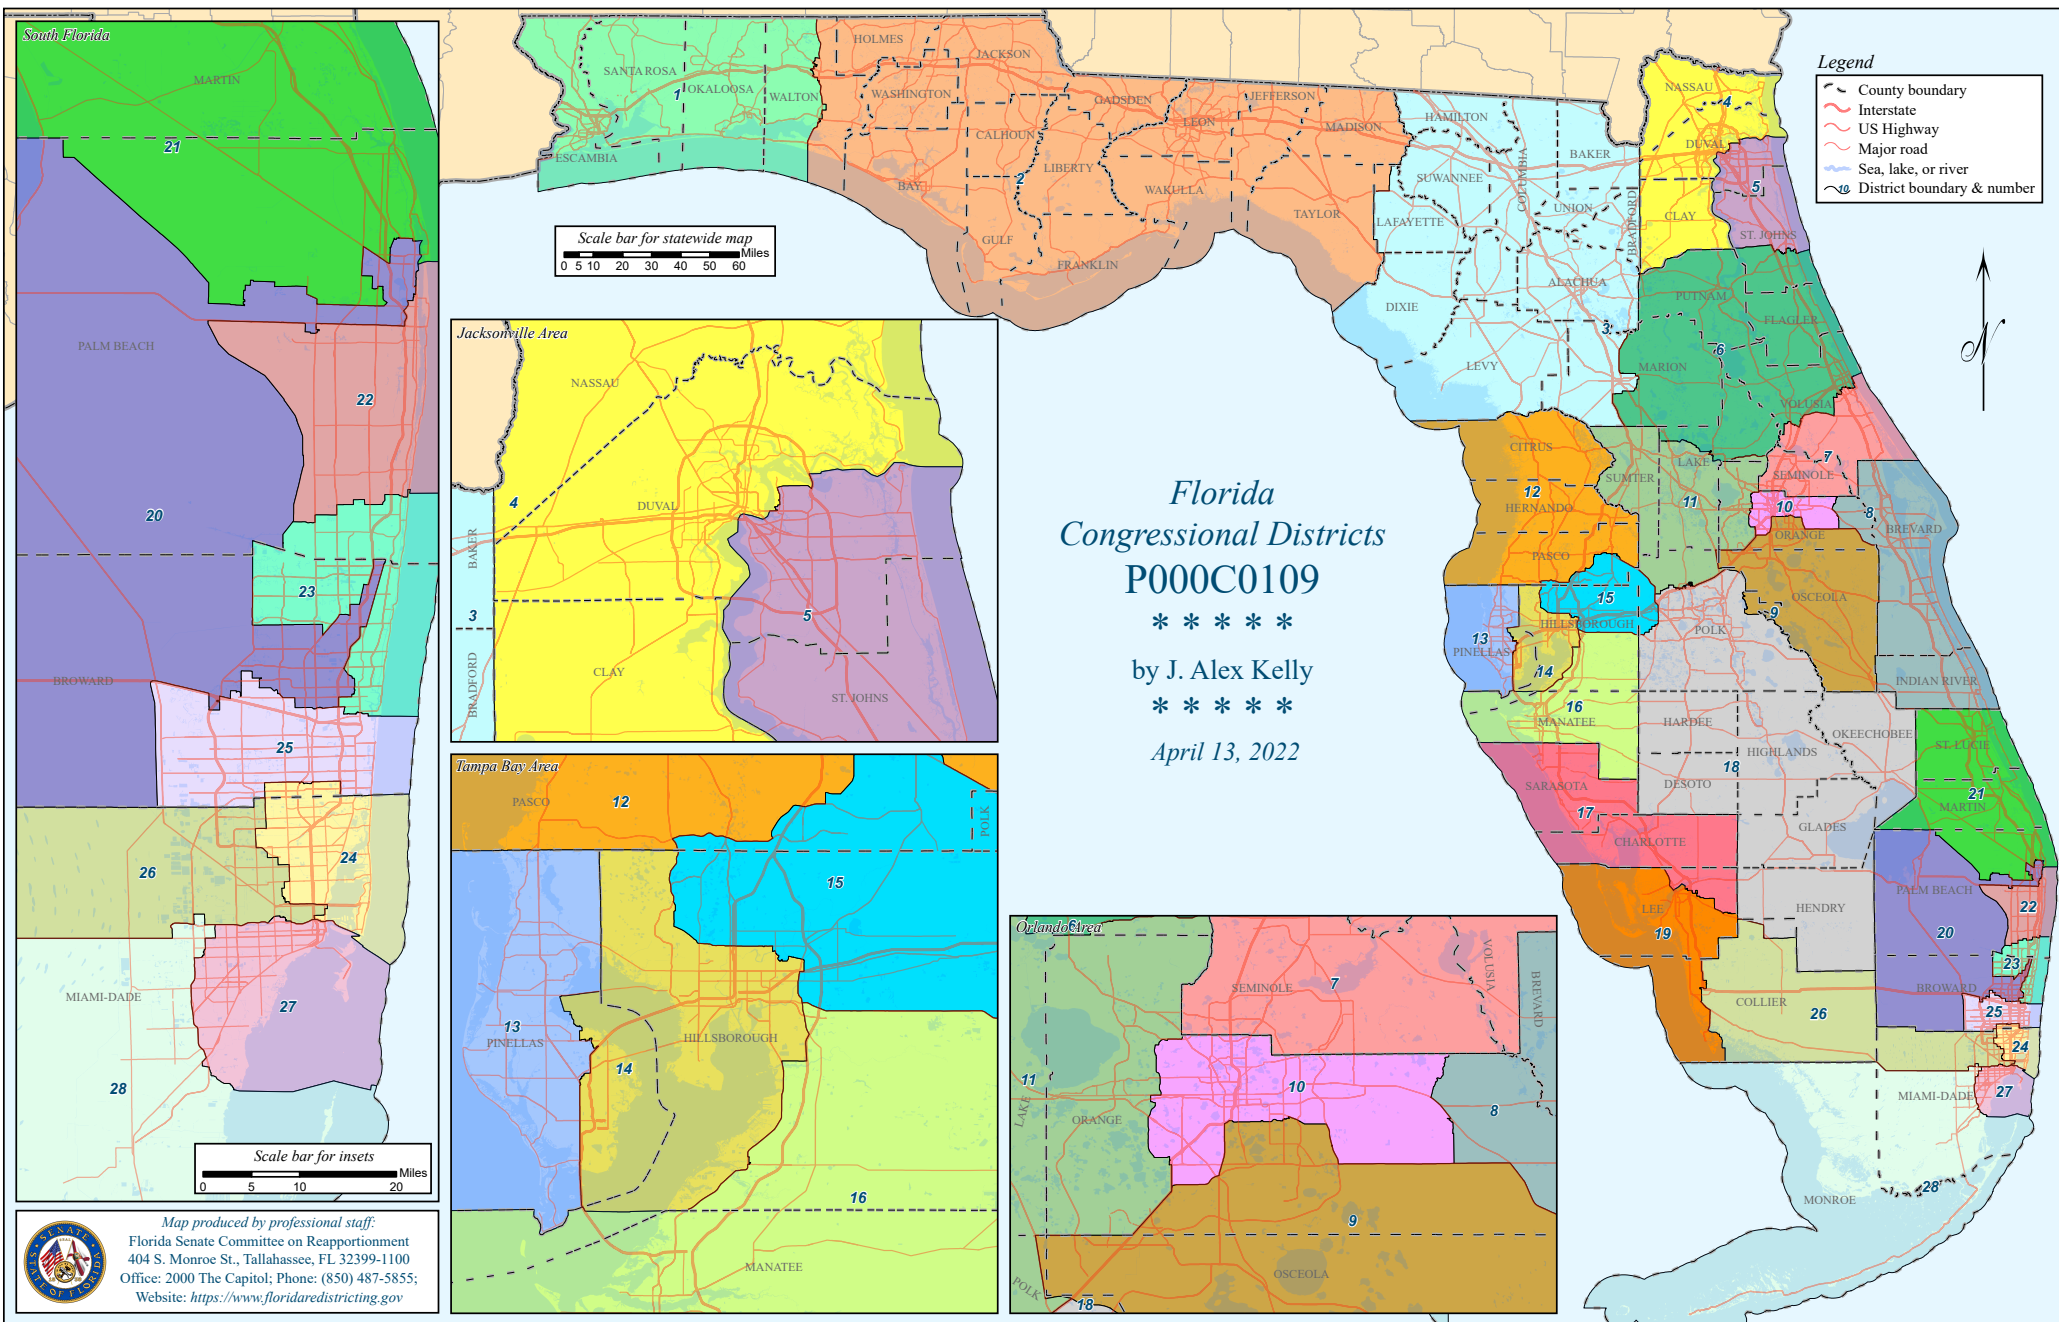 South Florida
MARTIN
21
PALM BEACH
22
20
23
BROWARD
25
26
24
MIAMI-DADE
27
28
Scale bar for insets
Miles
0 5 10 20
Map produced by professional staff:
Florida Senate Committee on Reapportionment
404 S. Monroe St., Tallahassee, FL 32399-1100
Office: 2000 The Capitol; Phone: (850) 487-5855;
Website: https://www.floridaredistricting.gov
SENATE
STATE OF FLORIDA
Scale bar for statewide map
Miles
0 5 10 20 30 40 50 60
Jacksonville Area
NASSAU
4
DUVAL
BAKER
3
5
BRADFORD
CLAY
ST. JOHNS
Tampa Bay Area
PASCO
12
POLK
15
13
PINELLAS
14
HILLSBOROUGH
16
MANATEE
Florida
Congressional Districts
P000C0109
* * * * *
by J. Alex Kelly
* * * * *
April 13, 2022
Orlando Area
6
SEMINOLE
7
VOLUSIA
BREVARD
11
LAKE
ORANGE
10
8
9
OSCEOLA
POLK
18
Legend
County boundary
Interstate
US Highway
Major road
Sea, lake, or river
10 District boundary & number
N
HOLMES
JACKSON
SANTA ROSA
1
OKALOOSA
WALTON
WASHINGTON
GADSDEN
JEFFERSON
LEON
MADISON
CALHOUN
ESCAMBIA
LIBERTY
2
BAY
WAKULLA
TAYLOR
GULF
FRANKLIN
HAMILTON
NASSAU
4
BAKER
DUVAL
SUWANNEE
COLUMBIA
UNION
BRADFORD
5
LAFAYETTE
CLAY
ST. JOHNS
ALACHUA
DIXIE
PUTNAM
FLAGLER
3
6
LEVY
MARION
VOLUSIA
CITRUS
7
LAKE
SEMINOLE
SUMTER
12
11
10
8
HERNANDO
BREVARD
ORANGE
PASCO
15
OSCEOLA
9
HILLSBOROUGH
POLK
13
PINELLAS
14
INDIAN RIVER
16
MANATEE
HARDEE
OKEECHOBEE
ST. LUCIE
HIGHLANDS
18
SARASOTA
DESOTO
21
MARTIN
17
GLADES
CHARLOTTE
PALM BEACH
LEE
HENDRY
22
19
20
23
BROWARD
COLLIER
26
25
24
MIAMI-DADE
27
28
MONROE